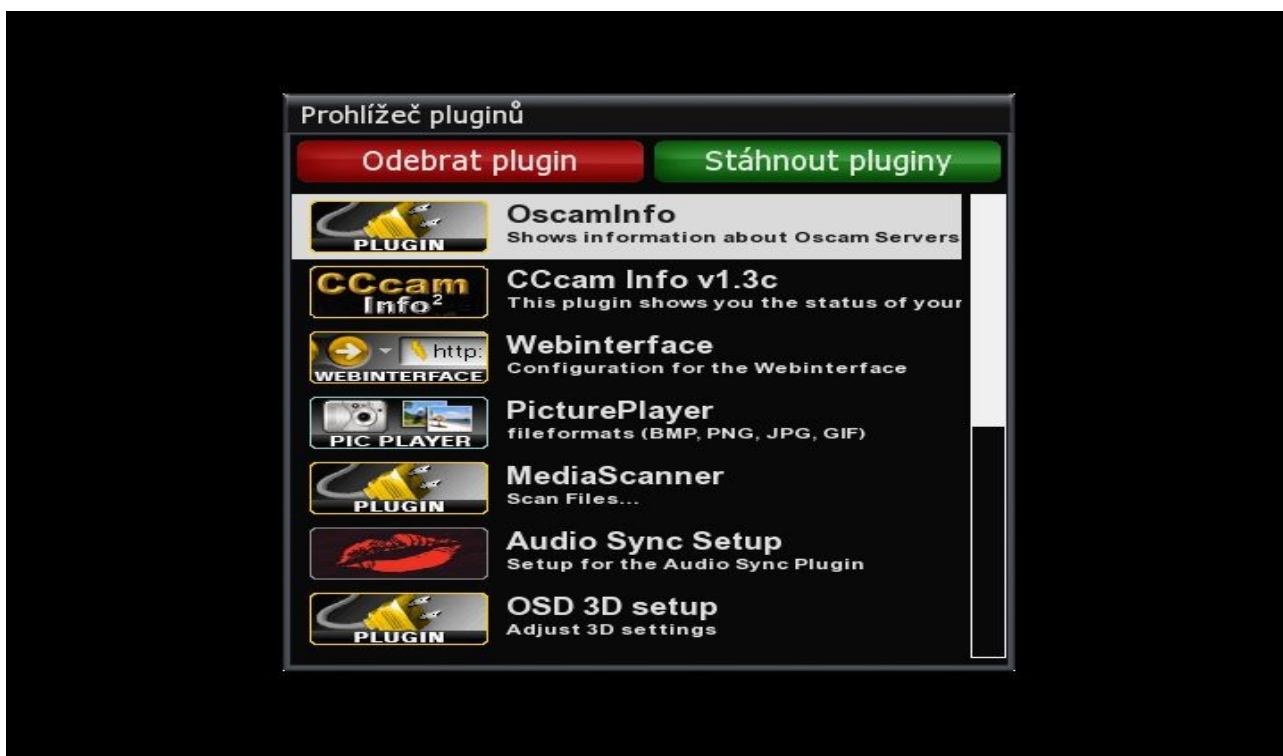 Prohlížeč pluginů
Odebrat plugin
Stáhnout pluginy
PLUGIN
OscamInfo
Shows information about Oscam Servers
CCcam
Info²
CCcam Info v1.3c
This plugin shows you the status of your
http:
WEBINTERFACE
Webinterface
Configuration for the Webinterface
PIC PLAYER
PicturePlayer
fileformats (BMP, PNG, JPG, GIF)
PLUGIN
MediaScanner
Scan Files...
Audio Sync Setup
Setup for the Audio Sync Plugin
PLUGIN
OSD 3D setup
Adjust 3D settings